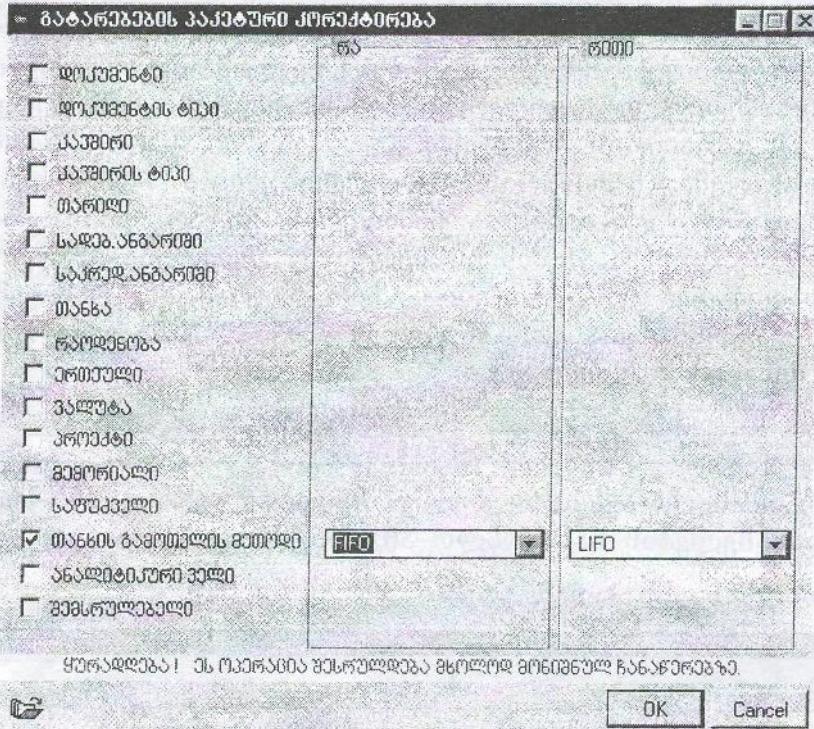 გატარებების პაკეტური კორექტირება
რა რითი
დოკუმენტი
დოკუმენტის ტიპი
კავშირი
კავშირის ტიპი
თარიღი
სადებ.ანგარიში
საკრედ.ანგარიში
თანხა
რაოდენობა
ერთეული
ვალუტა
პროექტი
მემორიალი
საფუძველი
თანხის გამოთვლის მეთოდი FIFO LIFO
ანალიტიკური ველი
შემსრულებელი
ყურადღება! ეს ოპერაცია შესრულდება მხოლოდ მონიშნულ ჩანაწერებზე.
OK Cancel